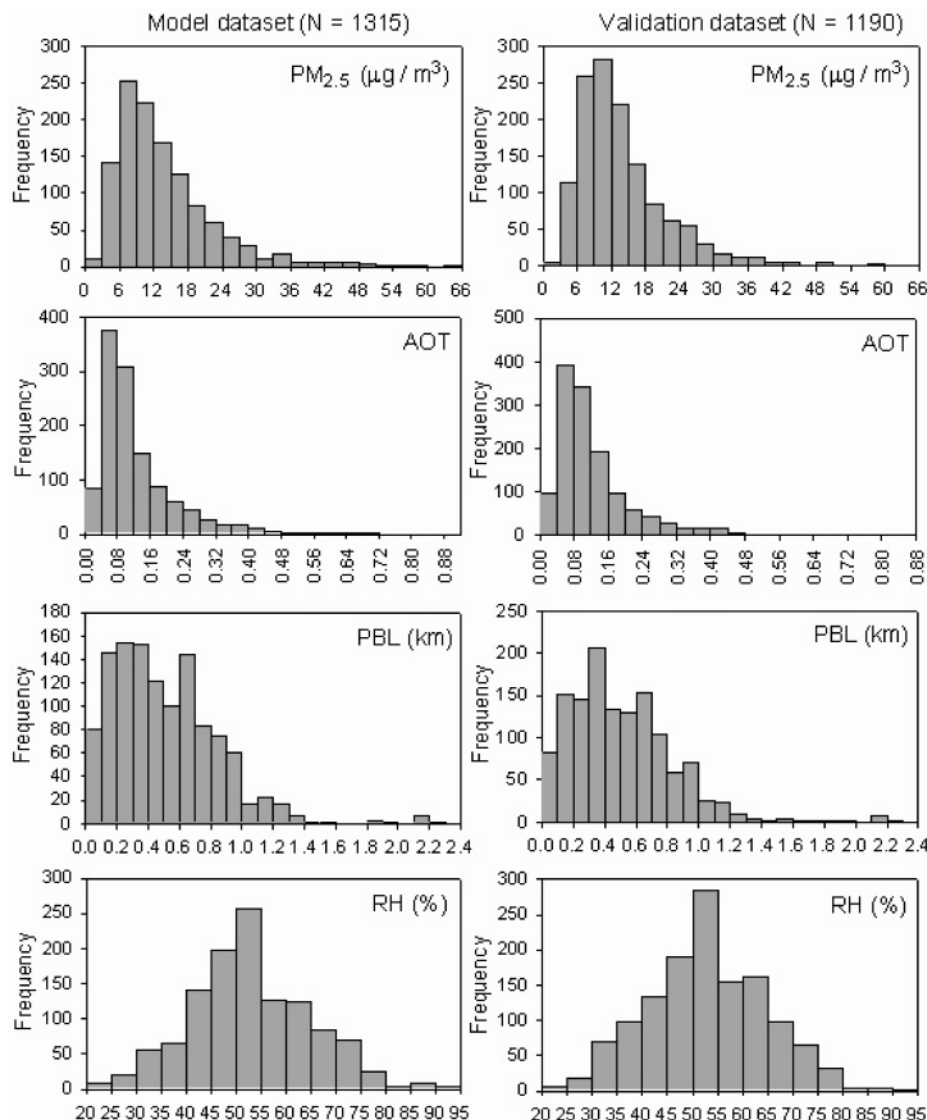 Model dataset (N = 1315)
Validation dataset (N = 1190)
300
250
200
150
100
50
0
Frequency
PM2.5 (μg / m3)
0 6 12 18 24 30 36 42 48 54 60 66
300
250
200
150
100
50
0
Frequency
PM2.5 (μg / m3)
0 6 12 18 24 30 36 42 48 54 60 66
400
300
200
100
0
Frequency
AOT
0.00 0.08 0.16 0.24 0.32 0.40 0.48 0.56 0.64 0.72 0.80 0.88
500
400
300
200
100
0
Frequency
AOT
0.00 0.08 0.16 0.24 0.32 0.40 0.48 0.56 0.64 0.72 0.80 0.88
180
160
140
120
100
80
60
40
20
0
Frequency
PBL (km)
0.0 0.2 0.4 0.6 0.8 1.0 1.2 1.4 1.6 1.8 2.0 2.2 2.4
250
200
150
100
50
0
Frequency
PBL (km)
0.0 0.2 0.4 0.6 0.8 1.0 1.2 1.4 1.6 1.8 2.0 2.2 2.4
300
250
200
150
100
50
0
Frequency
RH (%)
20 25 30 35 40 45 50 55 60 65 70 75 80 85 90 95
300
250
200
150
100
50
0
Frequency
RH (%)
20 25 30 35 40 45 50 55 60 65 70 75 80 85 90 95